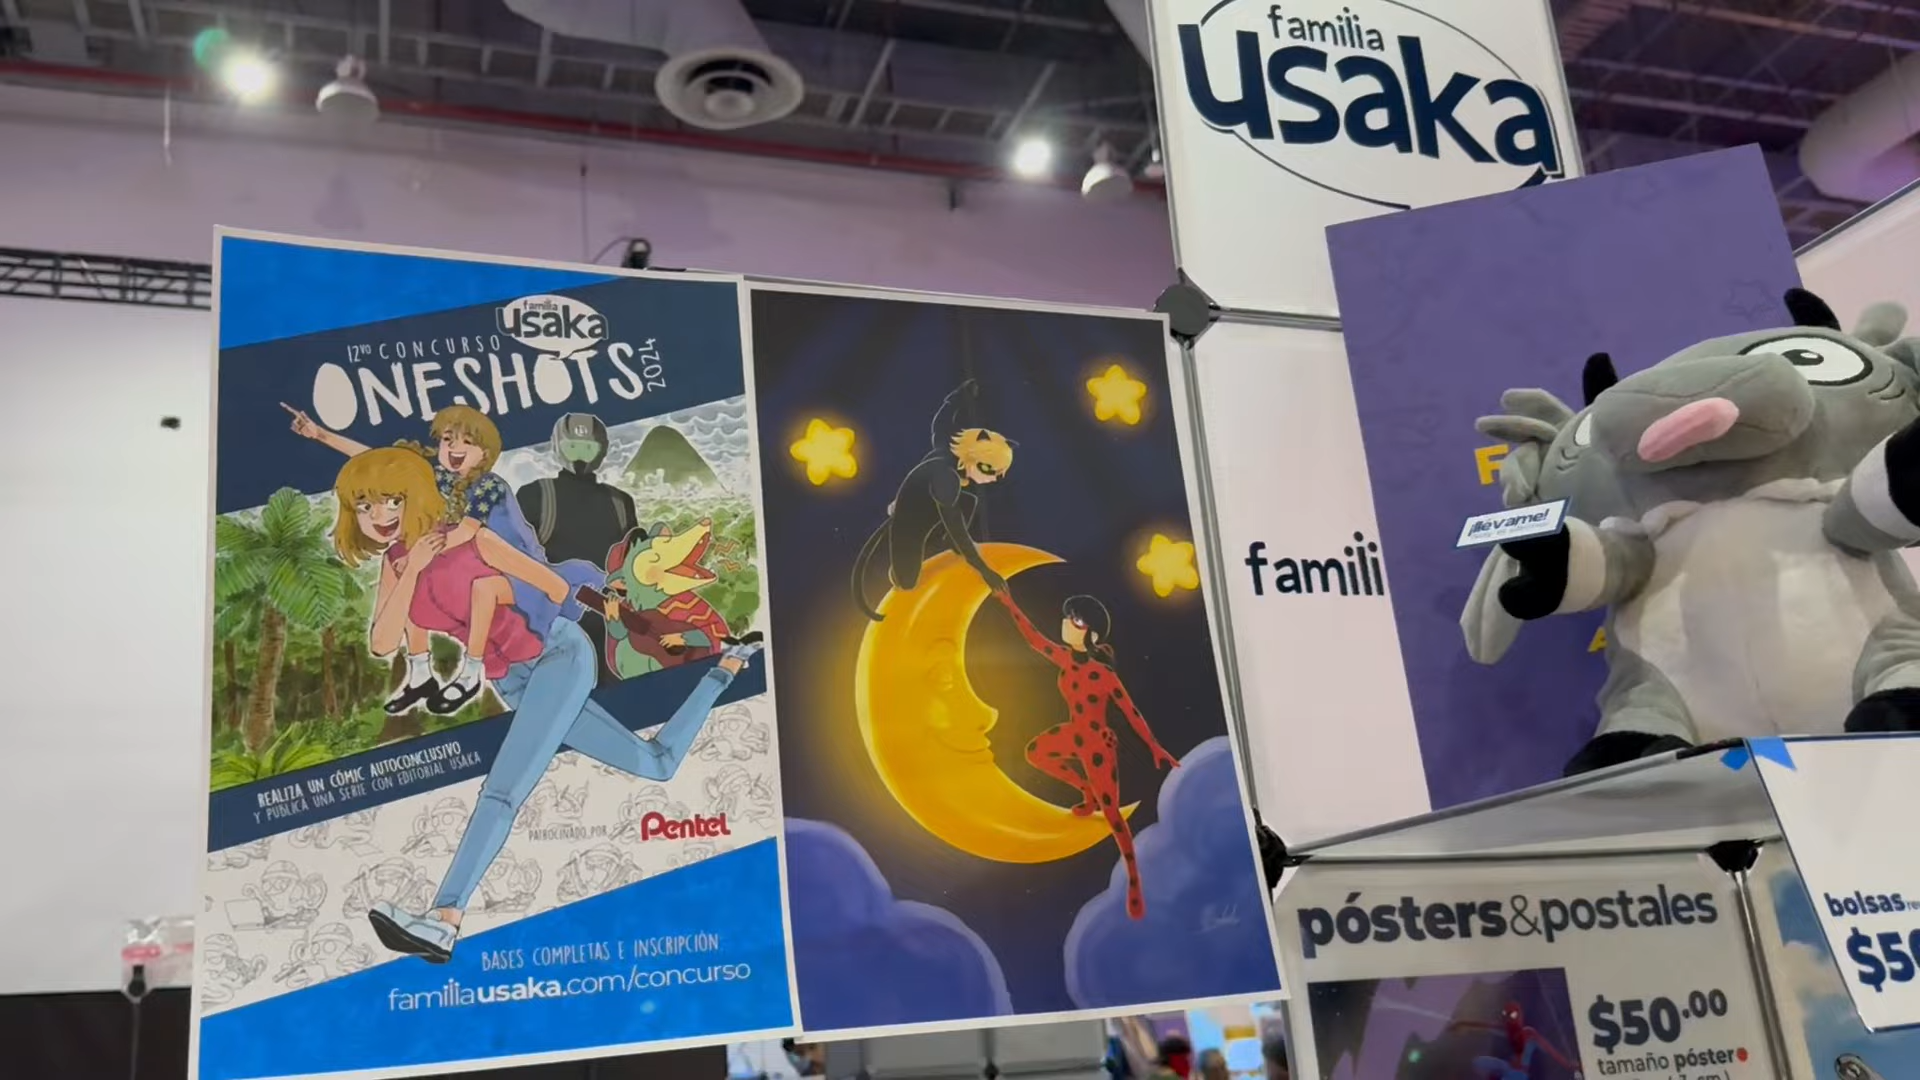 familia
usaka
familia
usaka
12vo CONCURSO
ONESHOTS
2024
REALIZA UN CÓMIC AUTOCONCLUSIVO
Y PUBLICA UNA SERIE CON EDITORIAL USAKA
PATROCINADO POR
Pentel
BASES COMPLETAS E INSCRIPCIÓN:
familiausaka.com/concurso
famili
F
¡llévame!
pósters&postales
$50.00
tamaño póster
bolsas